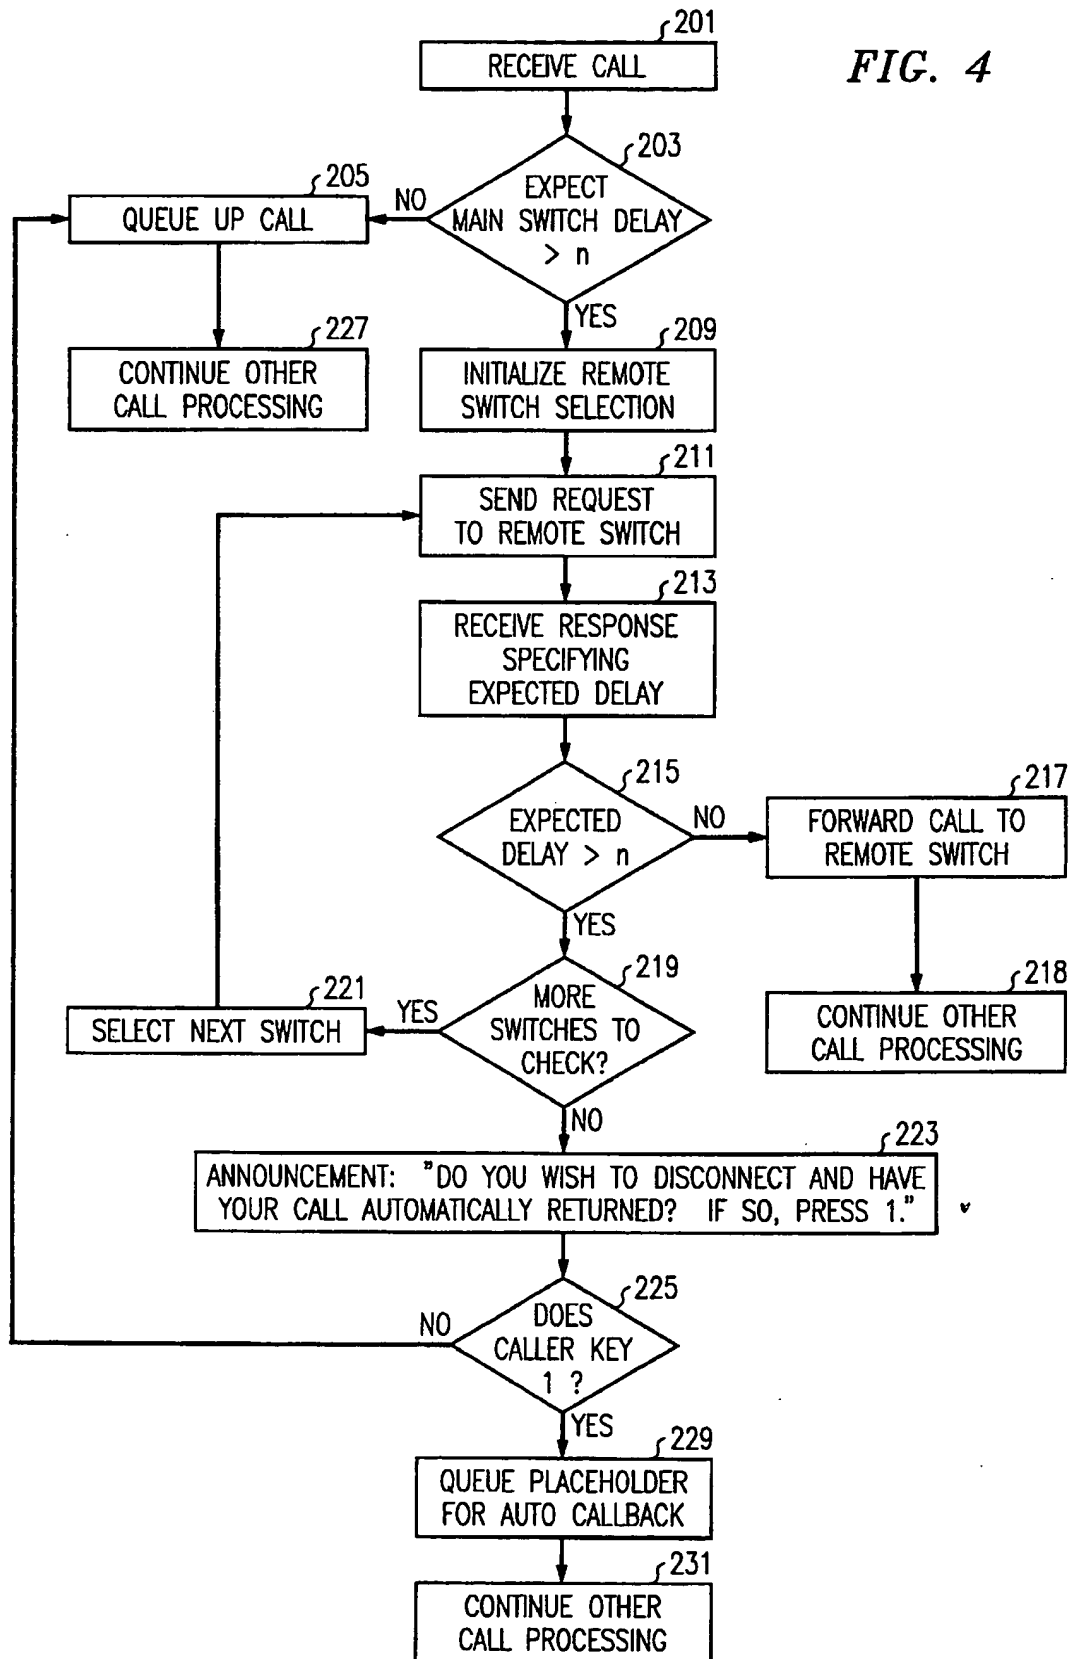 201
RECEIVE CALL
FIG. 4
203
EXPECT
MAIN SWITCH DELAY
> n
NO
205
QUEUE UP CALL
YES
227
CONTINUE OTHER
CALL PROCESSING
209
INITIALIZE REMOTE
SWITCH SELECTION
211
SEND REQUEST
TO REMOTE SWITCH
213
RECEIVE RESPONSE
SPECIFYING
EXPECTED DELAY
215
EXPECTED
DELAY > n
NO
217
FORWARD CALL TO
REMOTE SWITCH
YES
218
CONTINUE OTHER
CALL PROCESSING
219
MORE
SWITCHES TO
CHECK?
YES
221
SELECT NEXT SWITCH
NO
223
ANNOUNCEMENT: "DO YOU WISH TO DISCONNECT AND HAVE
YOUR CALL AUTOMATICALLY RETURNED? IF SO, PRESS 1."
225
DOES
CALLER KEY
1 ?
NO
YES
229
QUEUE PLACEHOLDER
FOR AUTO CALLBACK
231
CONTINUE OTHER
CALL PROCESSING